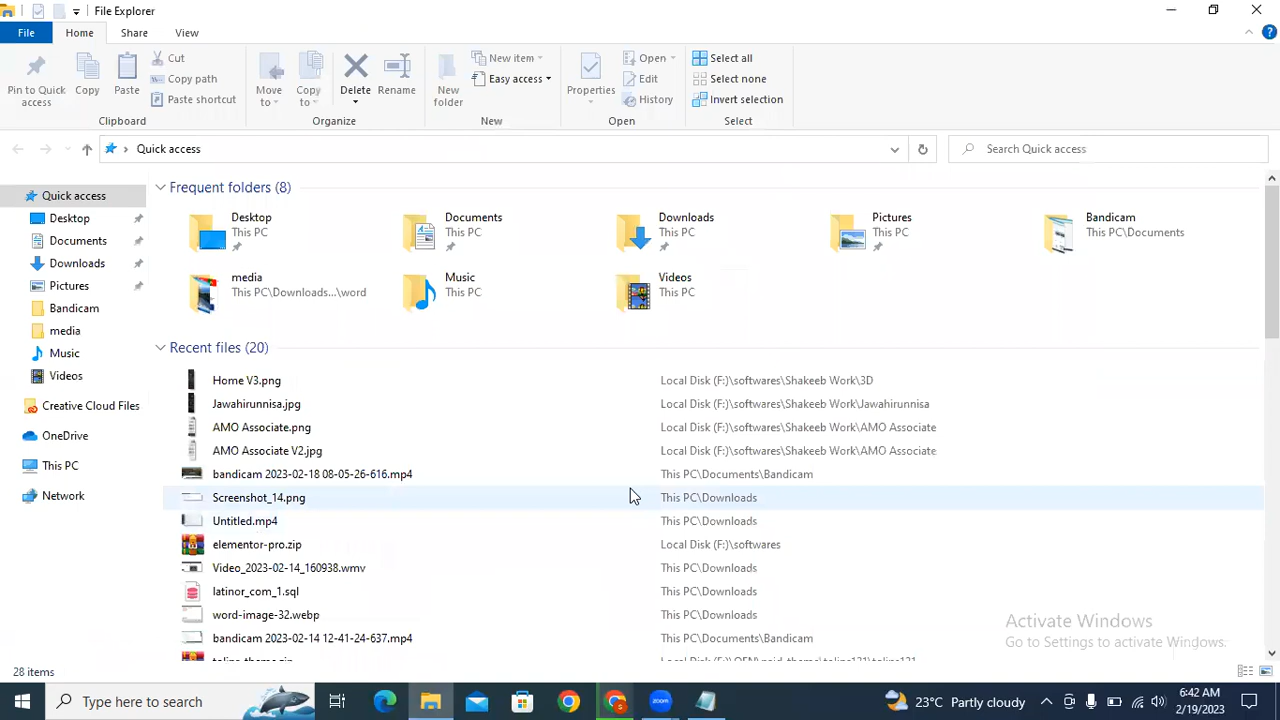 File Explorer
File Home Share View
Pin to Quick access
Copy
Paste
Cut
Copy path
Paste shortcut
Clipboard
Move to
Copy to
Delete
Rename
Organize
New folder
New item
Easy access
New
Properties
Open
Edit
History
Open
Select all
Select none
Invert selection
Select
Quick access
Search Quick access
Quick access
Desktop
Documents
Downloads
Pictures
Bandicam
media
Music
Videos
Creative Cloud Files
OneDrive
This PC
Network
Frequent folders (8)
Desktop
This PC
Documents
This PC
Downloads
This PC
Pictures
This PC
Bandicam
This PC\Documents
media
This PC\Downloads...\word
Music
This PC
Videos
This PC
Recent files (20)
Home V3.png Local Disk (F:)\softwares\Shakeeb Work\3D
Jawahirunnisa.jpg Local Disk (F:)\softwares\Shakeeb Work\Jawahirunnisa
AMO Associate.png Local Disk (F:)\softwares\Shakeeb Work\AMO Associate
AMO Associate V2.jpg Local Disk (F:)\softwares\Shakeeb Work\AMO Associate
bandicam 2023-02-18 08-05-26-616.mp4 This PC\Documents\Bandicam
Screenshot_14.png This PC\Downloads
Untitled.mp4 This PC\Downloads
elementor-pro.zip Local Disk (F:)\softwares
Video_2023-02-14_160938.wmv This PC\Downloads
latinor_com_1.sql This PC\Downloads
word-image-32.webp This PC\Downloads
bandicam 2023-02-14 12-41-24-637.mp4 This PC\Documents\Bandicam
Activate Windows
Go to Settings to activate Windows.
28 items
Type here to search
zoom
23°C Partly cloudy
6:42 AM
2/19/2023